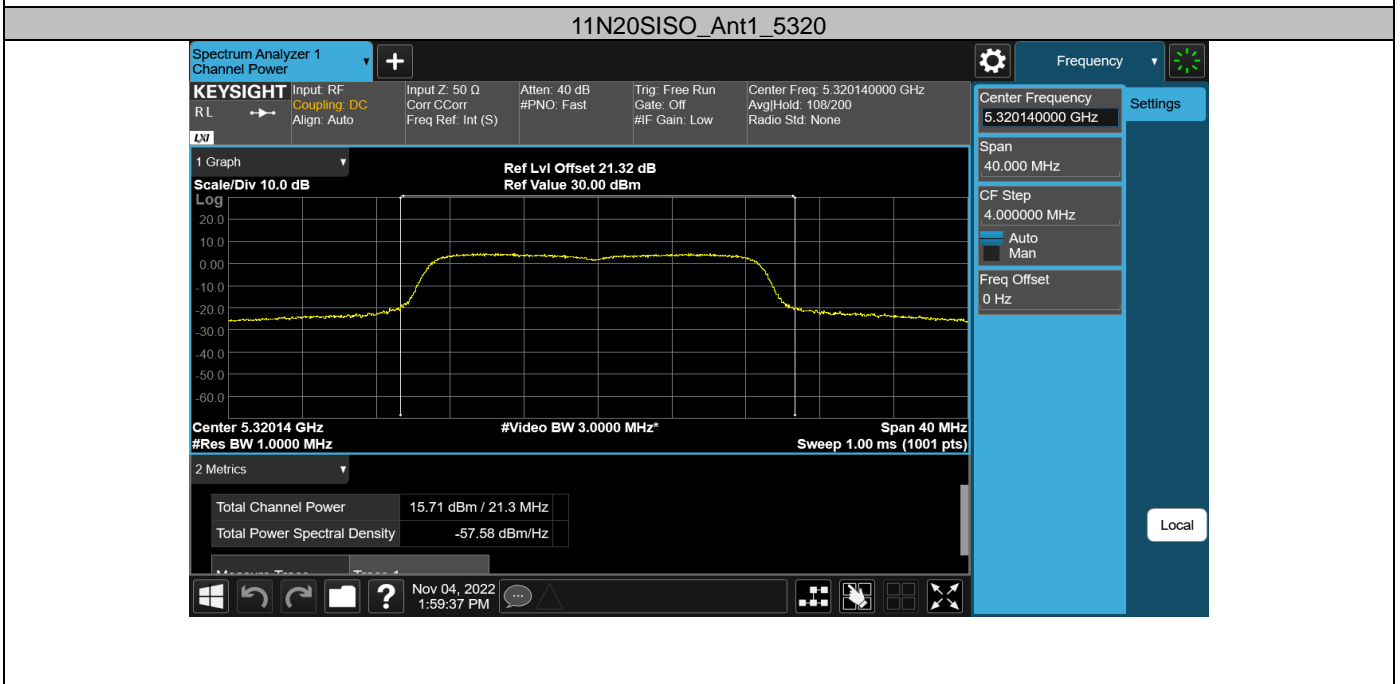 11N20SISO_Ant1_5320
Spectrum Analyzer 1
Channel Power
Frequency
KEYSIGHT
R L
LXI
Input: RF
Coupling: DC
Align: Auto
Input Z: 50 Ω
Corr CCorr
Freq Ref: Int (S)
Atten: 40 dB
#PNO: Fast
Trig: Free Run
Gate: Off
#IF Gain: Low
Center Freq: 5.320140000 GHz
Avg|Hold: 108/200
Radio Std: None
Center Frequency
5.320140000 GHz
Settings
Span
40.000 MHz
CF Step
4.000000 MHz
Auto
Man
Freq Offset
0 Hz
1 Graph
Scale/Div 10.0 dB
Ref Lvl Offset 21.32 dB
Ref Value 30.00 dBm
Log
20.0
10.0
0.00
-10.0
-20.0
-30.0
-40.0
-50.0
-60.0
Center 5.32014 GHz
#Video BW 3.0000 MHz*
Span 40 MHz
#Res BW 1.0000 MHz
Sweep 1.00 ms (1001 pts)
2 Metrics
Total Channel Power 15.71 dBm / 21.3 MHz
Total Power Spectral Density -57.58 dBm/Hz
Measure Trace Trace 1
Local
?
Nov 04, 2022
1:59:37 PM